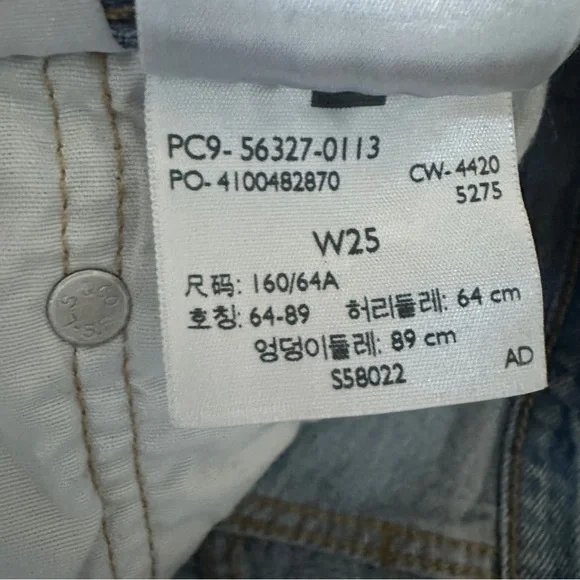 PC9- 56327-0113
PO- 4100482870
CW- 4420
5275
W25
尺码: 160/64A
호칭: 64-89 허리둘레: 64 cm
엉덩이둘레: 89 cm
S58022
AD